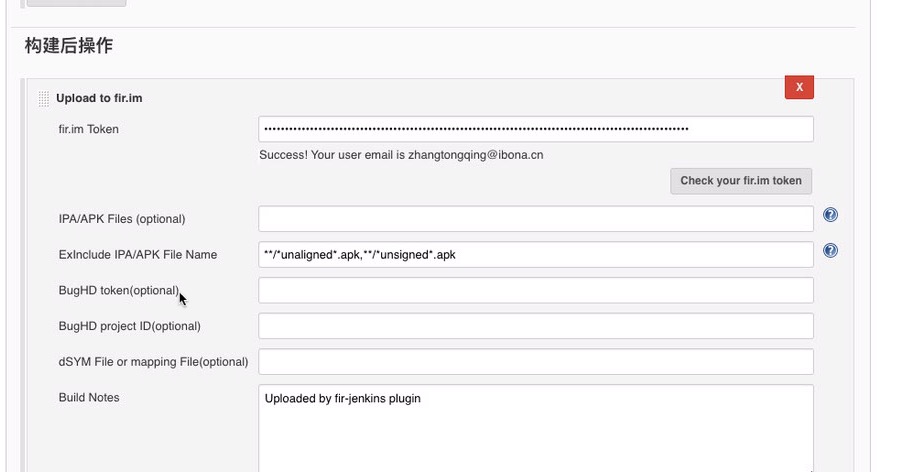 构建后操作
X
Upload to fir.im
fir.im Token
••••••••••••••••••••••••••••••••••••••••••••••••••••••••••••••••••••••••••••••••••••••••••••••••••••••
Success! Your user email is zhangtongqing@ibona.cn
Check your fir.im token
IPA/APK Files (optional)
?
ExInclude IPA/APK File Name
**/*unaligned*.apk,**/*unsigned*.apk
?
BugHD token(optional)
BugHD project ID(optional)
dSYM File or mapping File(optional)
Build Notes
Uploaded by fir-jenkins plugin